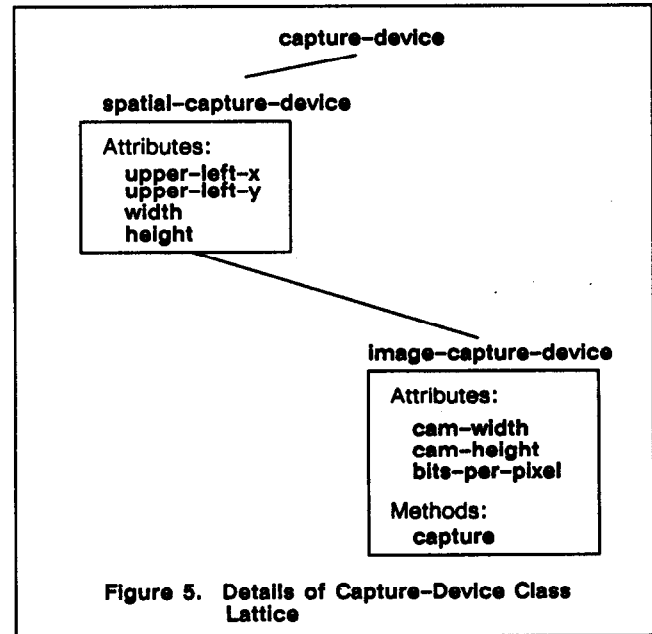 capture-device
spatial-capture-device
Attributes:
upper-left-x
upper-left-y
width
height
image-capture-device
Attributes:
cam-width
cam-height
bits-per-pixel
Methods:
capture
Figure 5. Details of Capture-Device Class
Lattice